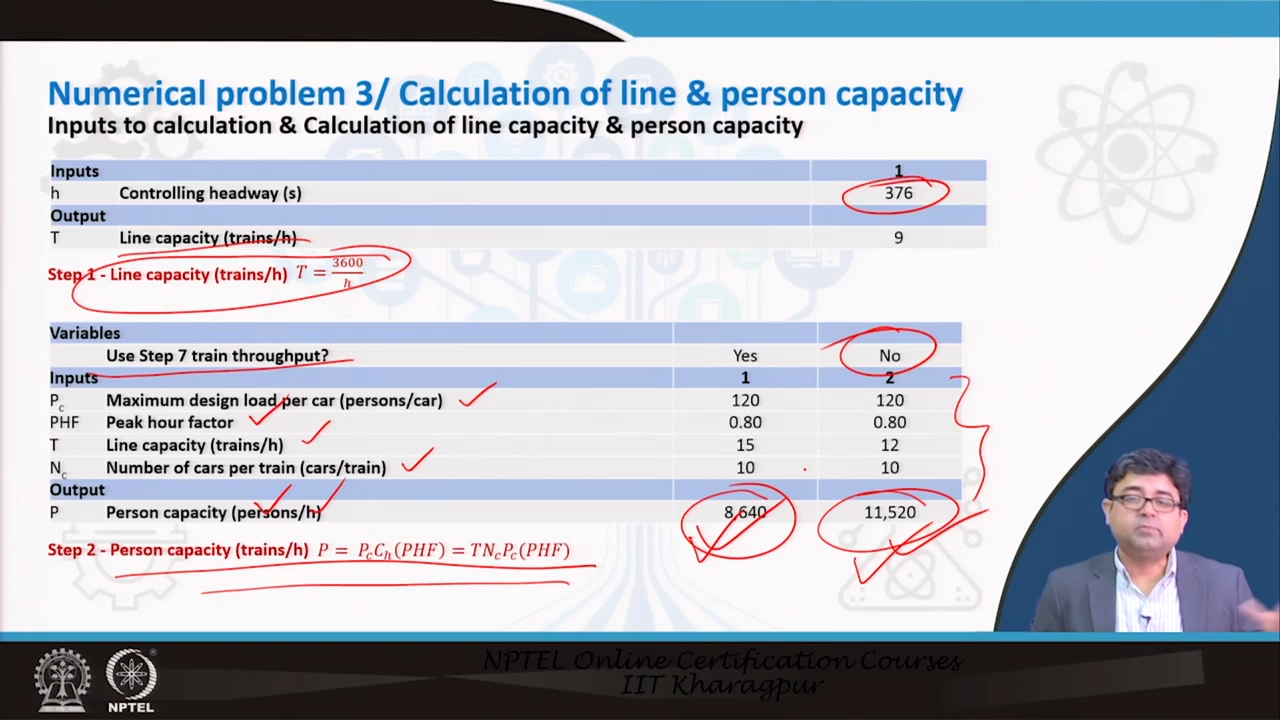 Numerical problem 3/ Calculation of line & person capacity
Inputs to calculation & Calculation of line capacity & person capacity
Inputs 1
h Controlling headway (s) 376
Output
T Line capacity (trains/h) 9
Step 1 - Line capacity (trains/h) T = 3600/h
Variables
Use Step 7 train throughput? Yes No
Inputs 1 2
Pc Maximum design load per car (persons/car) 120 120
PHF Peak hour factor 0.80 0.80
T Line capacity (trains/h) 15 12
Nc Number of cars per train (cars/train) 10 10
Output
P Person capacity (persons/h) 8,640 11,520
Step 2 - Person capacity (trains/h) P = PcCh(PHF) = TNcPc(PHF)
NPTEL Online Certification Courses
IIT Kharagpur
NPTEL